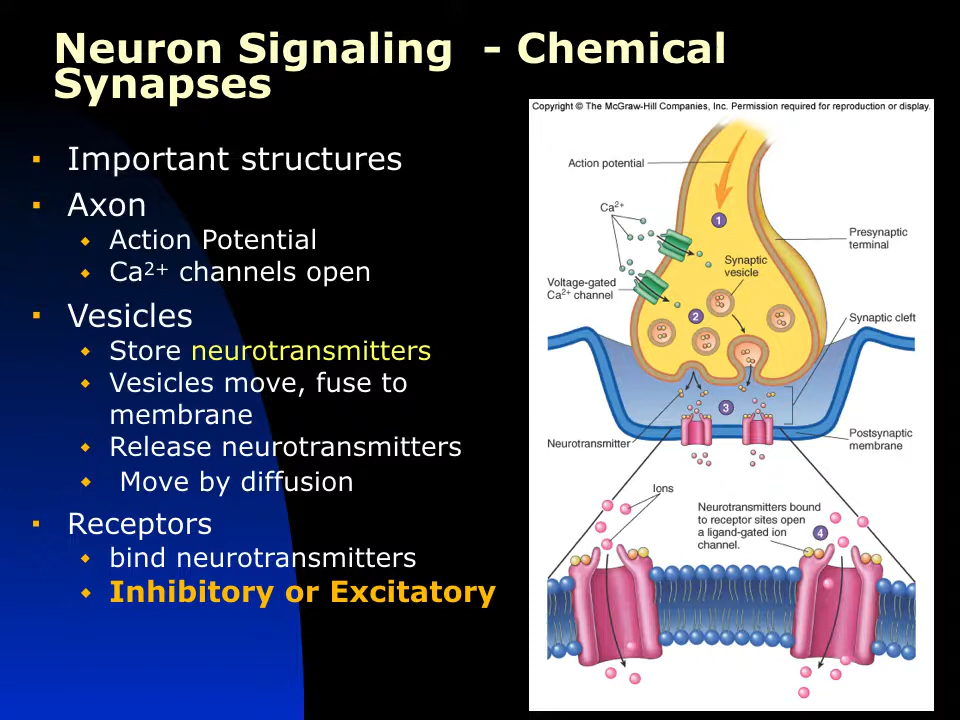 Neuron Signaling - Chemical
Synapses
▪ Important structures
▪ Axon
◆ Action Potential
◆ Ca²⁺ channels open
▪ Vesicles
◆ Store neurotransmitters
◆ Vesicles move, fuse to
membrane
◆ Release neurotransmitters
◆ Move by diffusion
▪ Receptors
◆ bind neurotransmitters
◆ Inhibitory or Excitatory
Copyright © The McGraw-Hill Companies, Inc. Permission required for reproduction or display.
Action potential
Ca²⁺
1
Presynaptic
terminal
Synaptic
vesicle
Voltage-gated
Ca²⁺ channel
2
Synaptic cleft
3
Neurotransmitter
Postsynaptic
membrane
Ions
Neurotransmitters bound
to receptor sites open
a ligand-gated ion
channel.
4